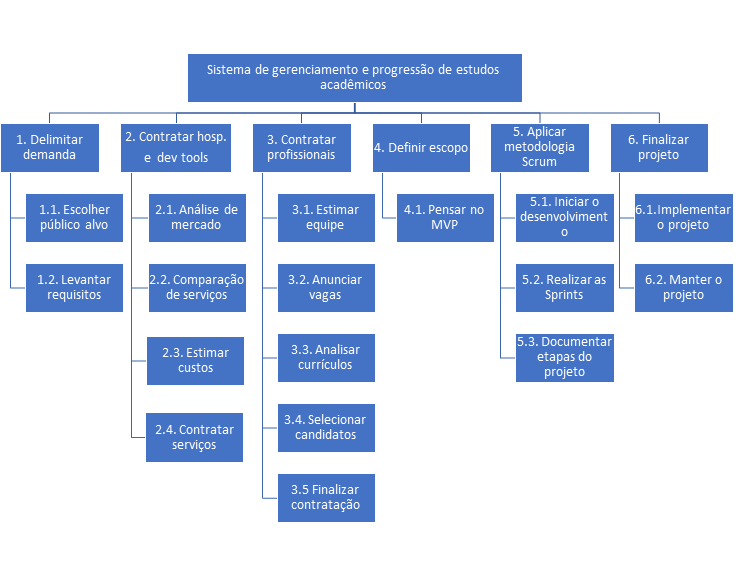 Sistema de gerenciamento e progressão de estudos
acadêmicos
1. Delimitar
demanda
2. Contratar hosp.
e dev tools
3. Contratar
profissionais
4. Definir escopo
5. Aplicar
metodologia
Scrum
6. Finalizar
projeto
1.1. Escolher
público alvo
1.2. Levantar
requisitos
2.1. Análise de
mercado
2.2. Comparação
de serviços
2.3. Estimar
custos
2.4. Contratar
serviços
3.1. Estimar
equipe
3.2. Anunciar
vagas
3.3. Analisar
currículos
3.4. Selecionar
candidatos
3.5 Finalizar
contratação
4.1. Pensar no
MVP
5.1. Iniciar o
desenvolviment
o
5.2. Realizar as
Sprints
5.3. Documentar
etapas do
projeto
6.1.Implementar
o projeto
6.2. Manter o
projeto